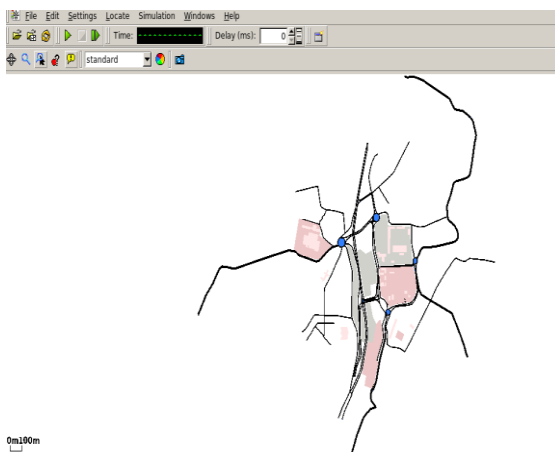 File Edit Settings Locate Simulation Windows Help
Time: Delay (ms): 0
standard
0m100m